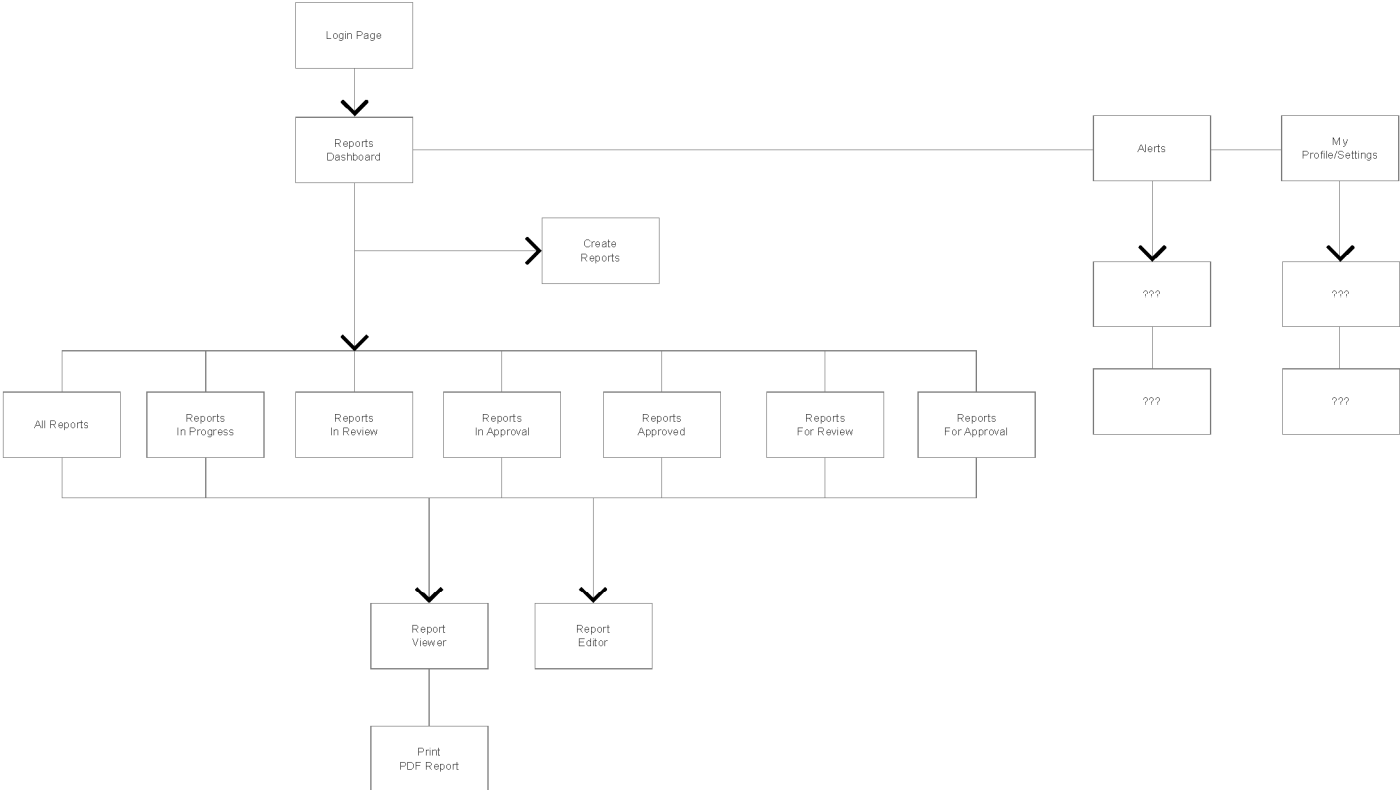 Login Page
Reports
Dashboard
Alerts
My
Profile/Settings
Create
Reports
???
???
All Reports
Reports
In Progress
Reports
In Review
Reports
In Approval
Reports
Approved
Reports
For Review
Reports
For Approval
???
???
Report
Viewer
Report
Editor
Print
PDF Report